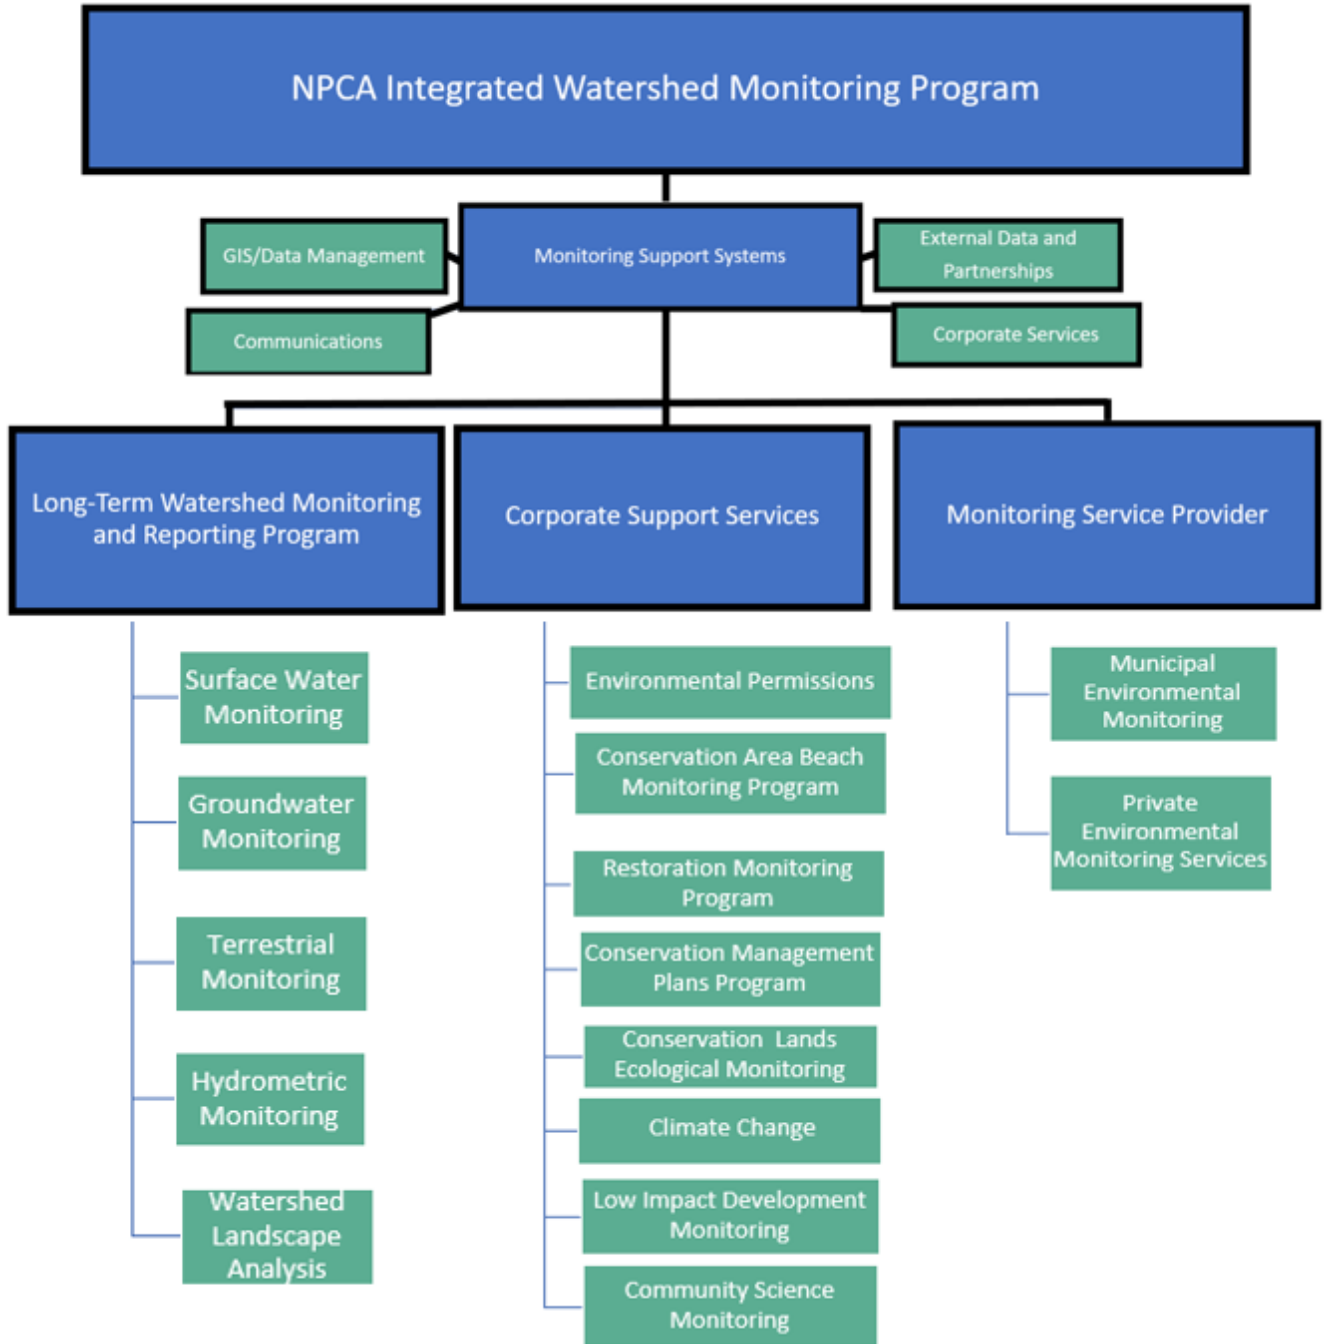 NPCA Integrated Watershed Monitoring Program
GIS/Data Management
Monitoring Support Systems
External Data and
Partnerships
Communications
Corporate Services
Long-Term Watershed Monitoring
and Reporting Program
Corporate Support Services
Monitoring Service Provider
Surface Water
Monitoring
Groundwater
Monitoring
Terrestrial
Monitoring
Hydrometric
Monitoring
Watershed
Landscape
Analysis
Environmental Permissions
Conservation Area Beach
Monitoring Program
Restoration Monitoring
Program
Conservation Management
Plans Program
Conservation Lands
Ecological Monitoring
Climate Change
Low Impact Development
Monitoring
Community Science
Monitoring
Municipal
Environmental
Monitoring
Private
Environmental
Monitoring Services